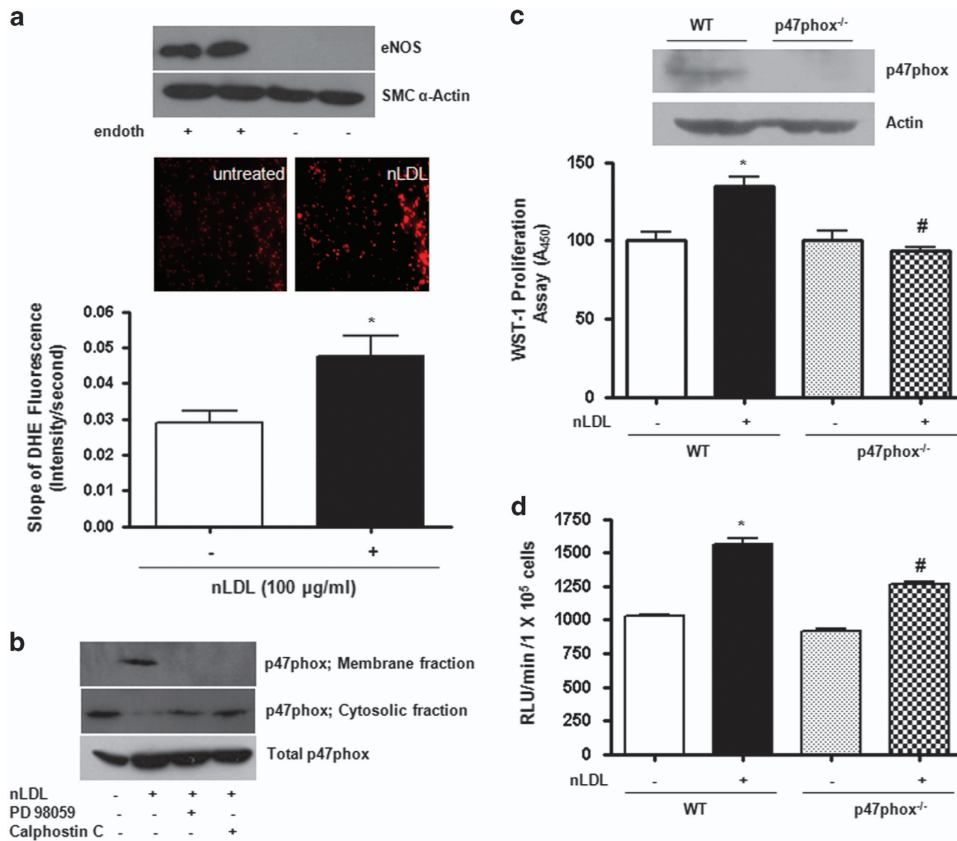 a
eNOS
SMC α-Actin
endoth + + - -
untreated
nLDL
Slope of DHE Fluorescence
(Intensity/second)
0.06
0.05
0.04
0.03
0.02
0.01
0.00
*
- +
nLDL (100 µg/ml)
b
p47phox; Membrane fraction
p47phox; Cytosolic fraction
Total p47phox
nLDL - + + +
PD 98059 - - + -
Calphostin C - - - +
c
WT p47phox-/-
p47phox
Actin
WST-1 Proliferation
Assay (A450)
150
100
50
0
*
#
nLDL - + - +
WT p47phox-/-
d
RLU/min /1 X 10⁵ cells
1750
1500
1250
1000
750
500
250
0
*
#
nLDL - + - +
WT p47phox-/-